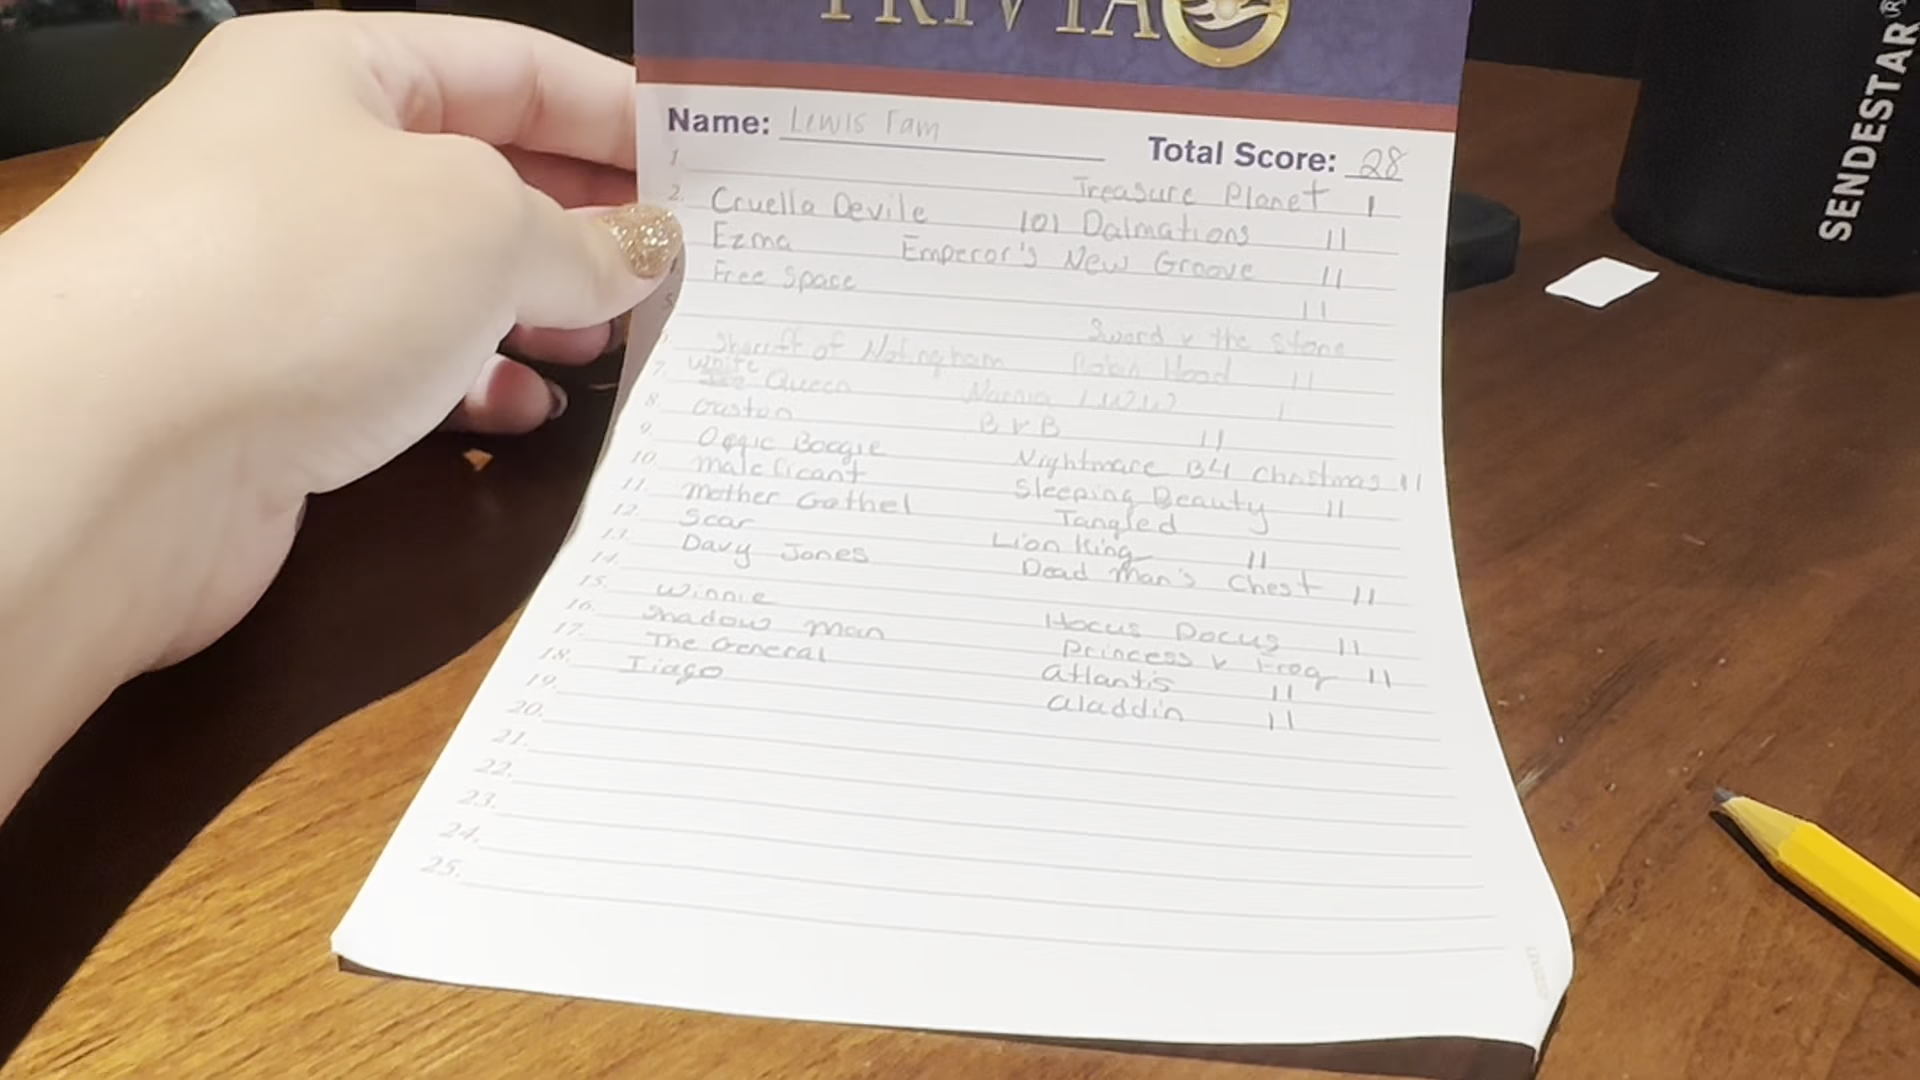 TRIVIA
SENDESTAR®
Name: Lewis Fam
Total Score: 28
1. Treasure Planet 1
2. Cruella Devile 101 Dalmations 11
Ezma Emperor's New Groove 11
Free Space 11
5. Sword & the Stone
Sheriff of Notingham Robin Hood 11
7. White Queen Narnia LWW 1
8. Gaston B & B 11
9. Oggie Boogie Nightmare B4 Christmas 11
10. Maleficant Sleeping Beauty 11
11. Mother Gothel Tangled
12. Scar Lion King 11
13. Davy Jones Dead Man's Chest 11
14.
15. Winnie Hocus Pocus 11
16. Shadow Man Princess & Frog 11
17. The General Atlantis 11
18. Iiago Aladdin 11
19.
20.
21.
22.
23.
24.
25.